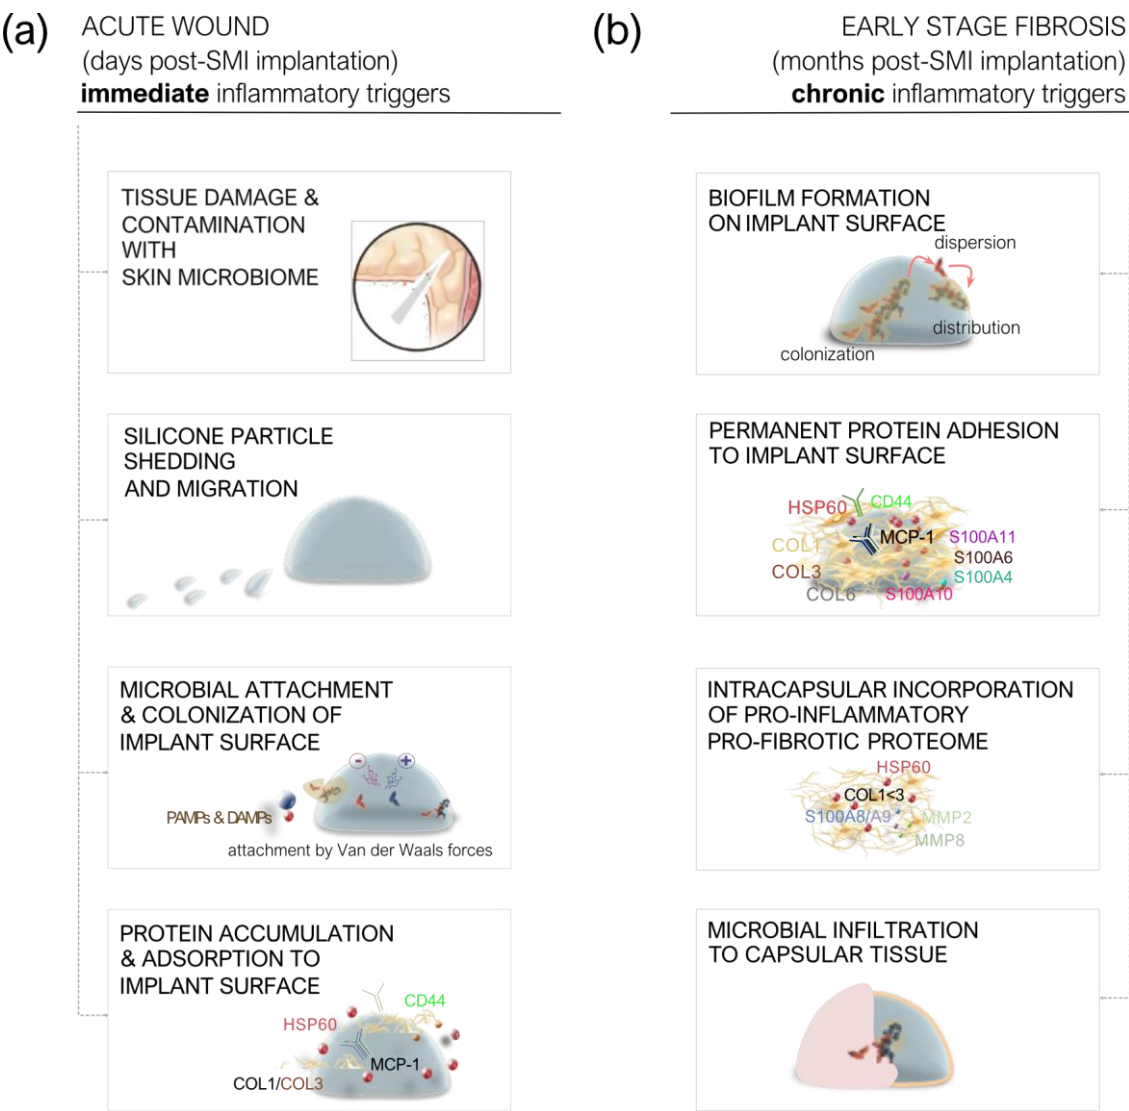 (a)
ACUTE WOUND
(days post-SMI implantation)
immediate inflammatory triggers
TISSUE DAMAGE &
CONTAMINATION
WITH
SKIN MICROBIOME
SILICONE PARTICLE
SHEDDING
AND MIGRATION
MICROBIAL ATTACHMENT
& COLONIZATION OF
IMPLANT SURFACE
- +
PAMPs & DAMPs
attachment by Van der Waals forces
PROTEIN ACCUMULATION
& ADSORPTION TO
IMPLANT SURFACE
CD44
HSP60
MCP-1
COL1/COL3
(b)
EARLY STAGE FIBROSIS
(months post-SMI implantation)
chronic inflammatory triggers
BIOFILM FORMATION
ON IMPLANT SURFACE
dispersion
distribution
colonization
PERMANENT PROTEIN ADHESION
TO IMPLANT SURFACE
HSP60 CD44
COL1 MCP-1 S100A11
S100A6
COL3 S100A4
COL6 S100A10
INTRACAPSULAR INCORPORATION
OF PRO-INFLAMMATORY
PRO-FIBROTIC PROTEOME
HSP60
COL1<3
S100A8/A9 MMP2
MMP8
MICROBIAL INFILTRATION
TO CAPSULAR TISSUE